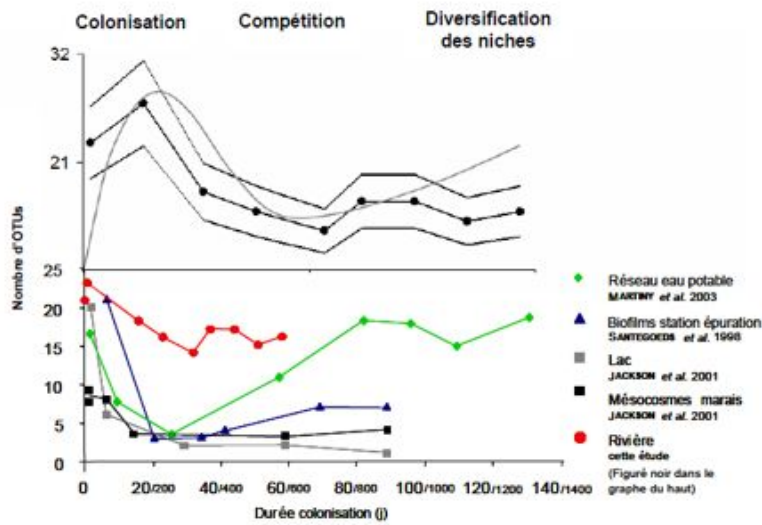 Colonisation
Compétition
Diversification
des niches
32
21
Nombre d'OTUs
25
20
15
10
5
0
0
20/200
40/400
60/600
80/800
100/1000
120/1200
140/1400
Durée colonisation (j)
Réseau eau potable
MARTINY et al. 2003
Biofilms station épuration
SANTEGOEDS et al. 1998
Lac
JACKSON et al. 2001
Mésocosmes marais
JACKSON et al. 2001
Rivière
cette étude
(Figuré noir dans le
graphe du haut)